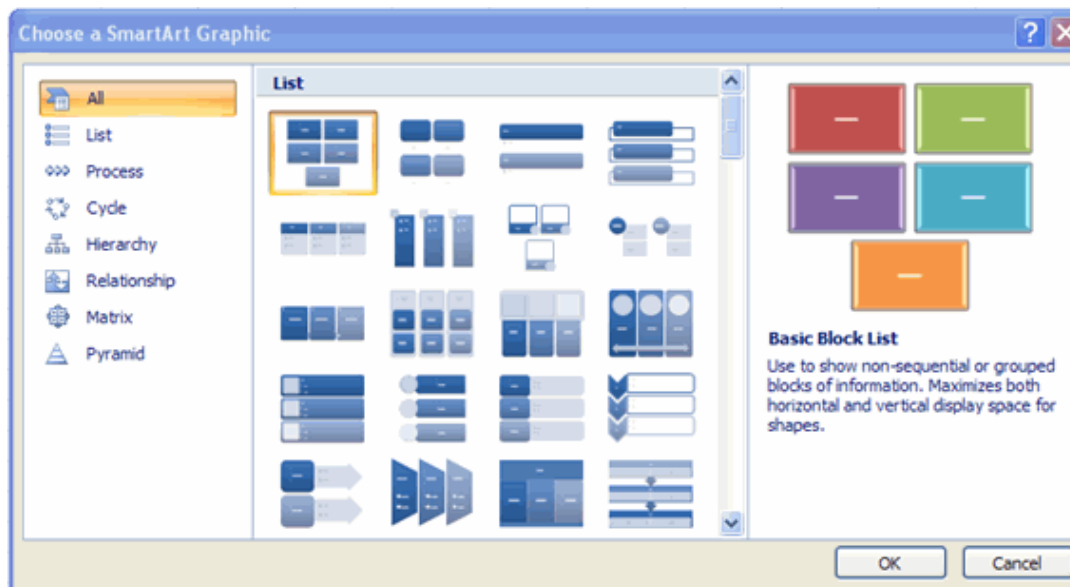 Choose a SmartArt Graphic
All
List
Process
Cycle
Hierarchy
Relationship
Matrix
Pyramid
List
Basic Block List
Use to show non-sequential or grouped
blocks of information. Maximizes both
horizontal and vertical display space for
shapes.
OK
Cancel